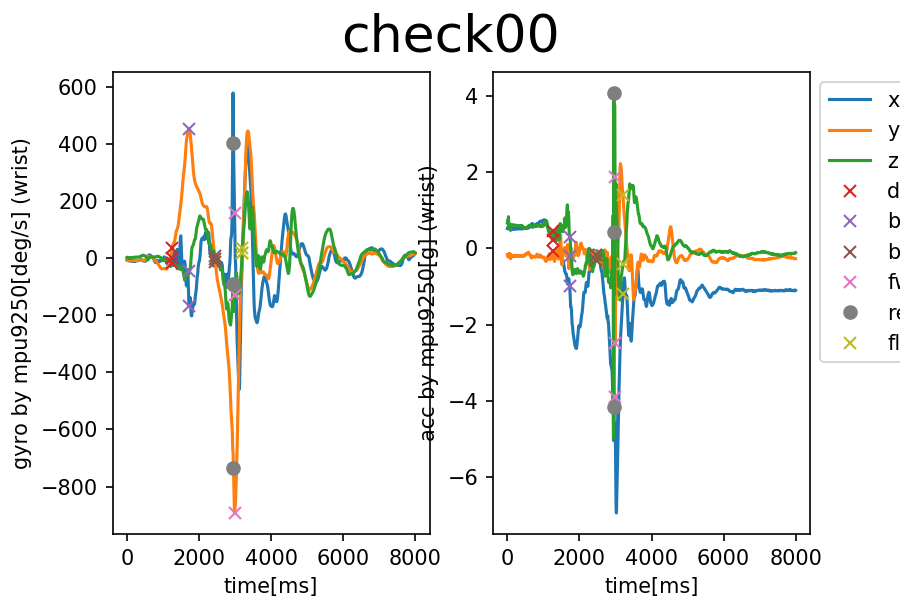 check00
gyro by mpu9250[deg/s] (wrist)
600
400
200
0
−200
−400
−600
−800
0 2000 4000 6000 8000
time[ms]
acc by mpu9250[g] (wrist)
4
2
0
−2
−4
−6
0 2000 4000 6000 8000
time[ms]
x
y
z
d
b
b
fv
re
fl